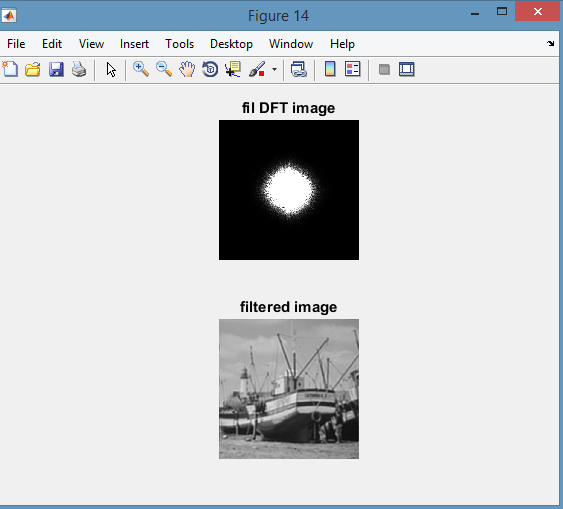 Figure 14
File Edit View Insert Tools Desktop Window Help
fil DFT image
filtered image